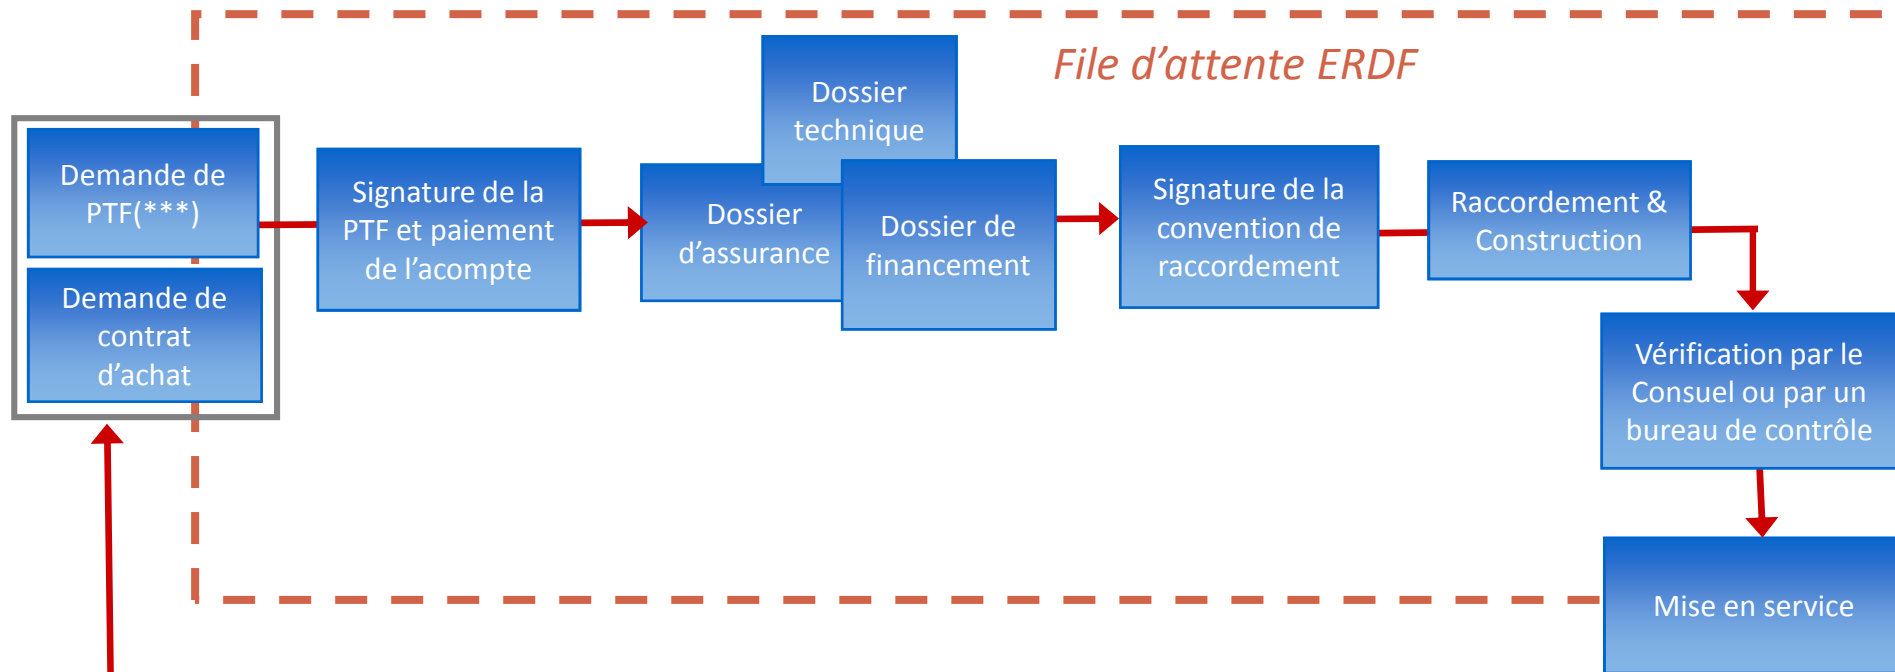 File d’attente ERDF
Demande de
PTF(***)
Demande de
contrat
d’achat
Signature de la
PTF et paiement
de l’acompte
Dossier
technique
Dossier
d’assurance
Dossier de
financement
Signature de la
convention de
raccordement
Raccordement &
Construction
Vérification par le
Consuel ou par un
bureau de contrôle
Mise en service